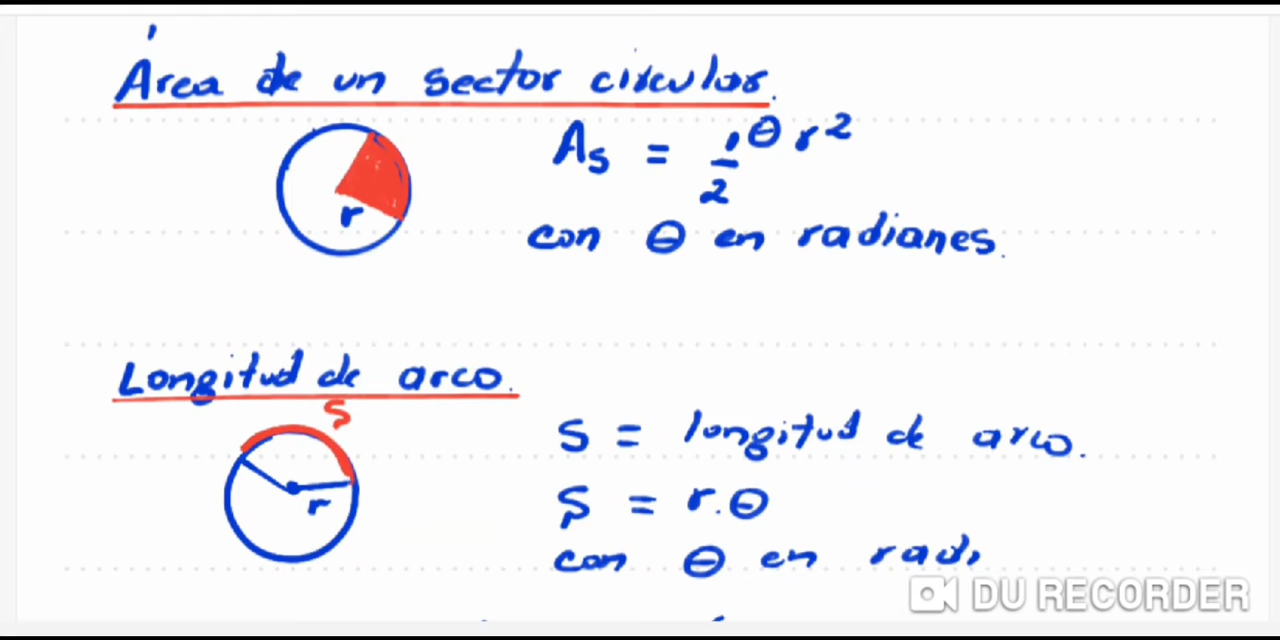 Área de un sector circular.
r
As = 1/2 θ r²
con θ en radianes.
Longitud de arco.
S
r
S = longitud de arco.
S = r.θ
con θ en radi
DU RECORDER